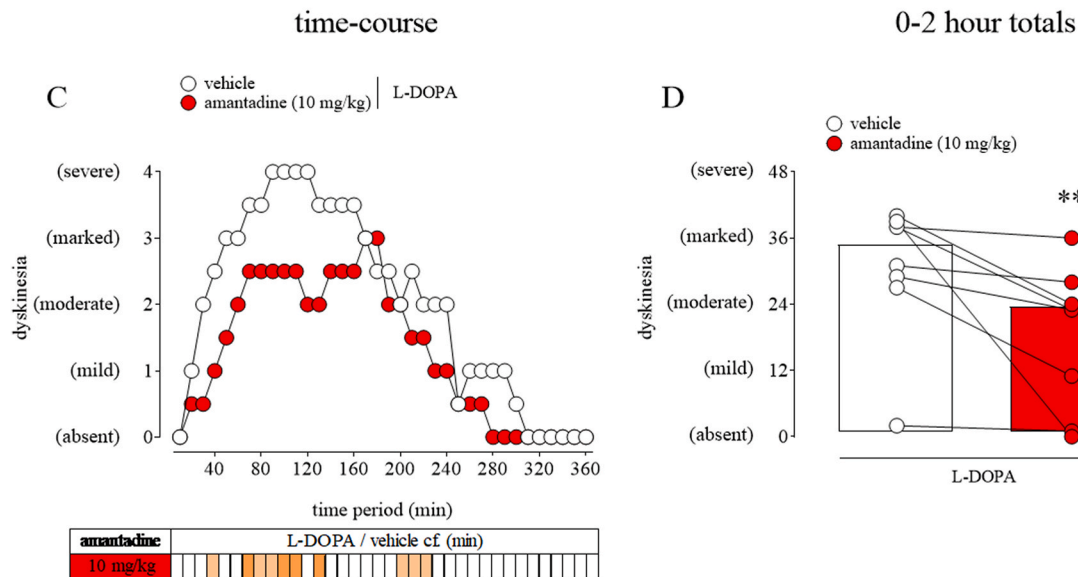 time-course
0-2 hour totals
C
vehicle
amantadine (10 mg/kg)
L-DOPA
(severe) 4
(marked) 3
(moderate) 2
(mild) 1
(absent) 0
dyskinesia
40 80 120 160 200 240 280 320 360
time period (min)
amantadine L-DOPA / vehicle cf. (min)
10 mg/kg
D
vehicle
amantadine (10 mg/kg)
(severe) 48
**
(marked) 36
(moderate) 24
(mild) 12
(absent) 0
dyskinesia
L-DOPA